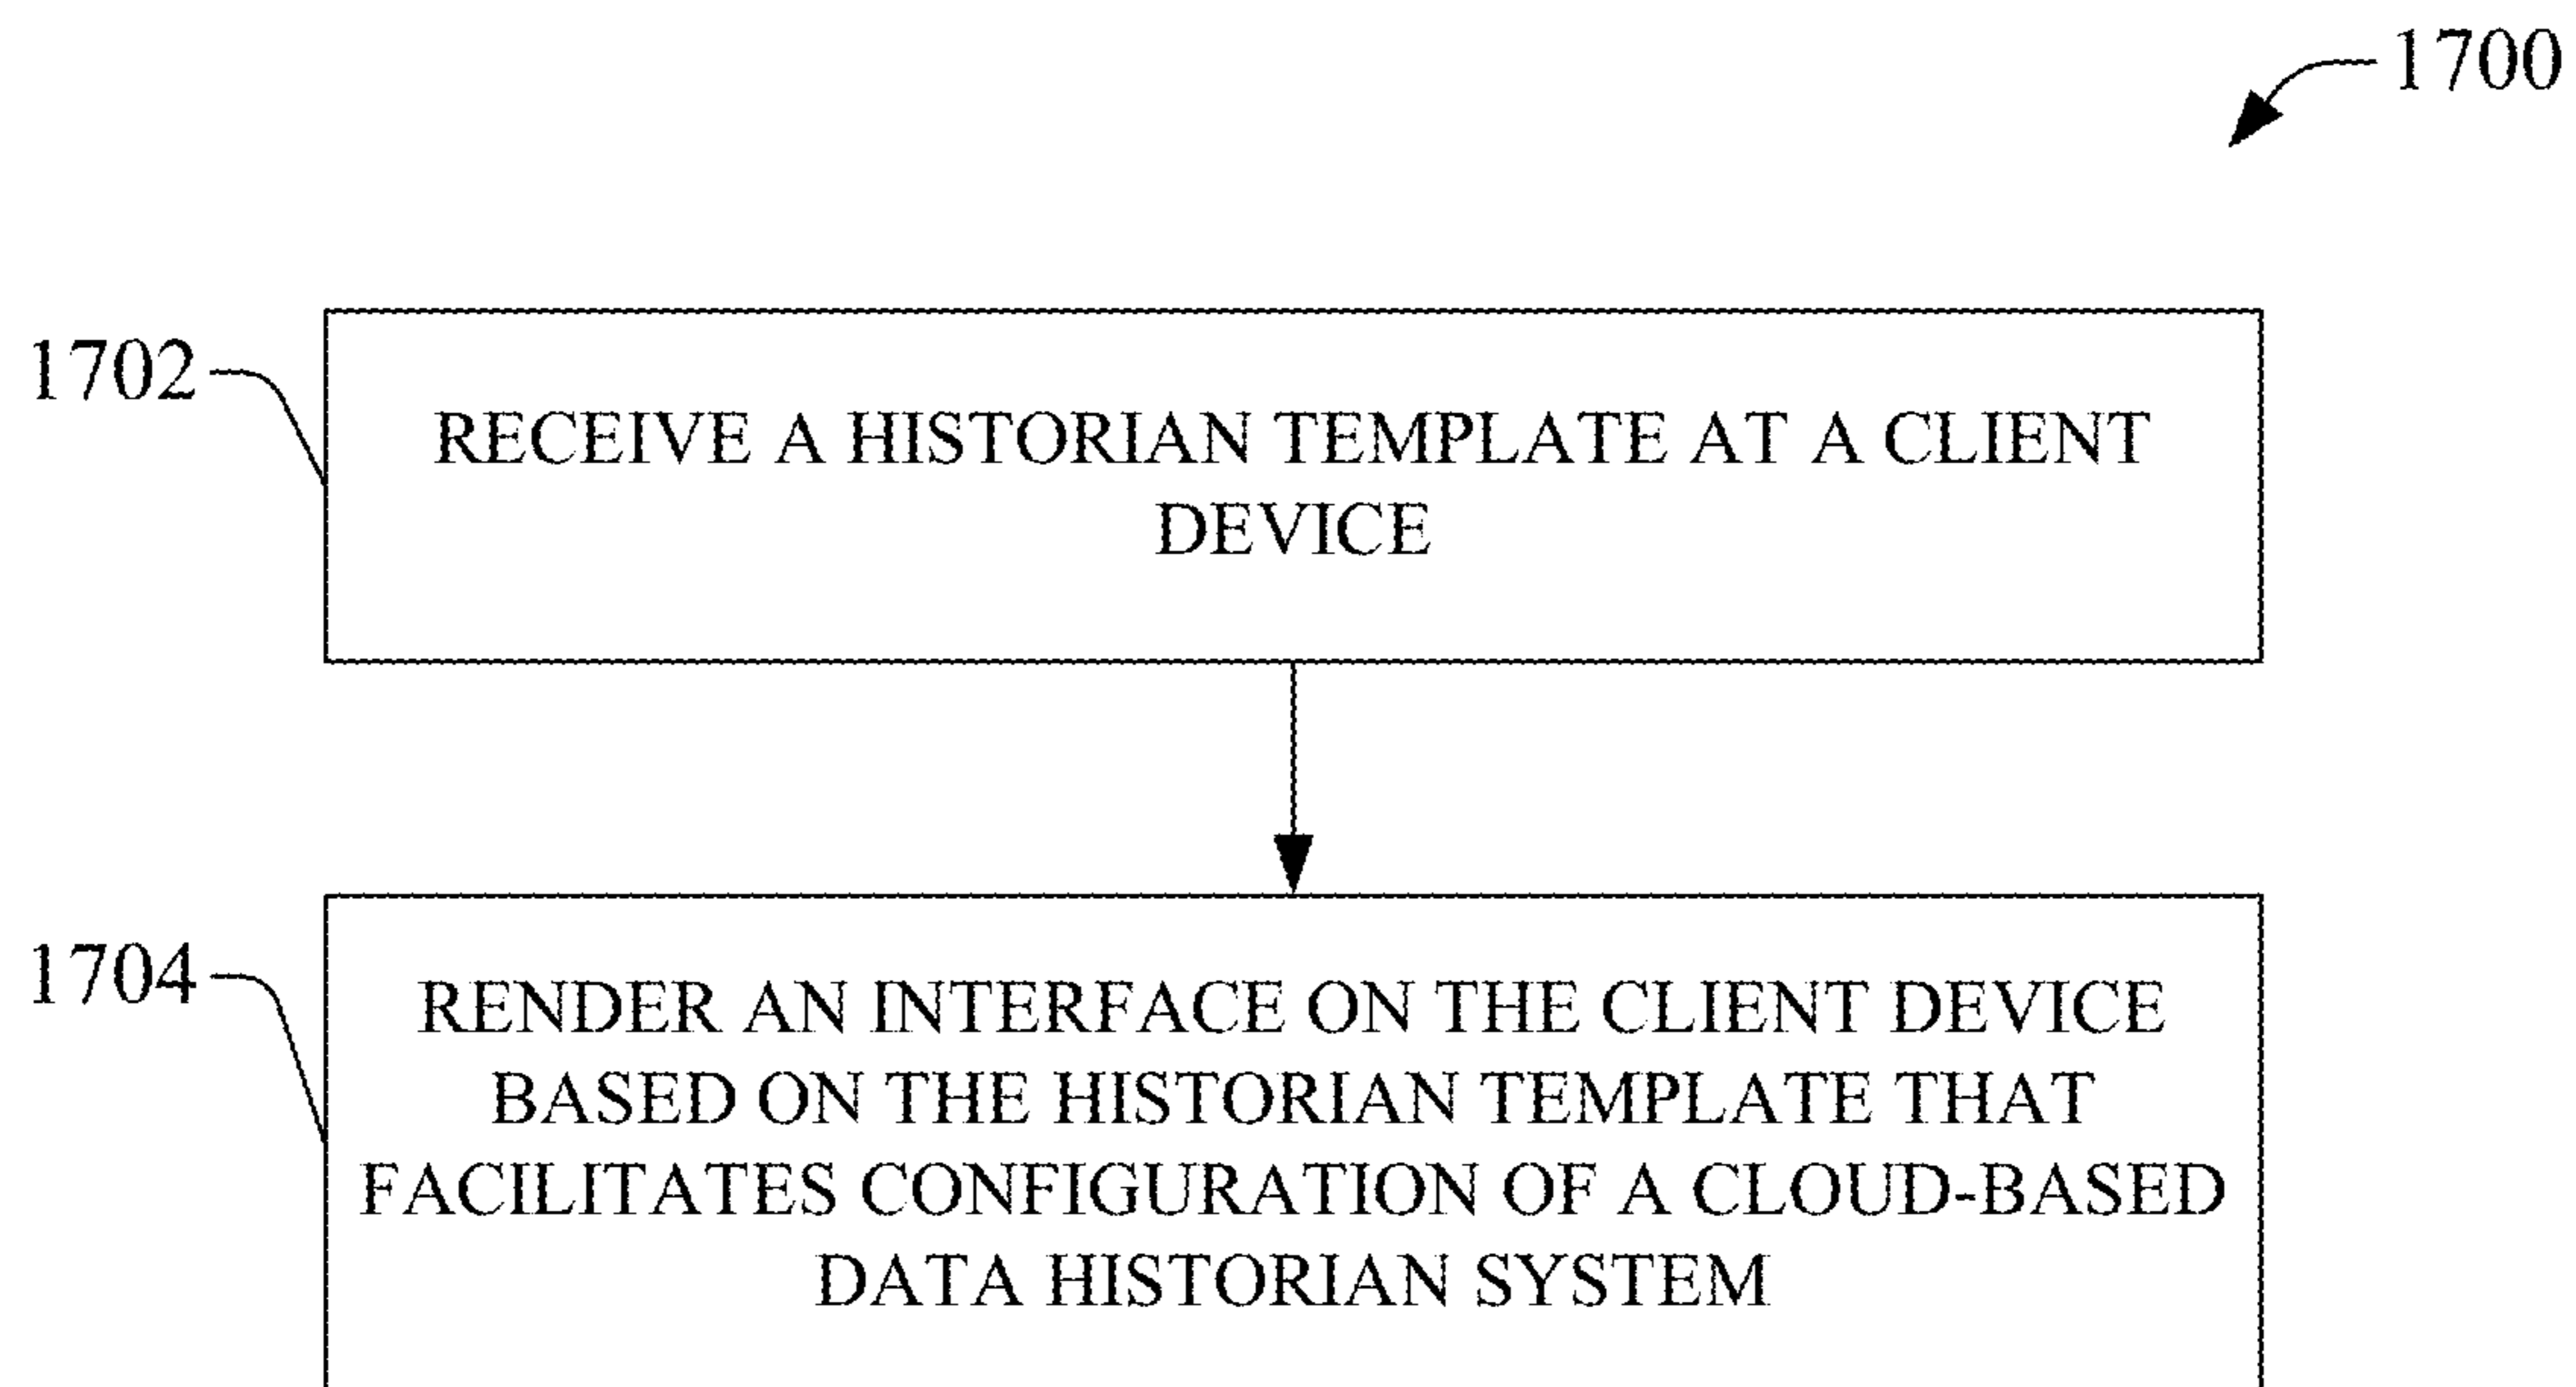 1700
1702
RECEIVE A HISTORIAN TEMPLATE AT A CLIENT
DEVICE
1704
RENDER AN INTERFACE ON THE CLIENT DEVICE
BASED ON THE HISTORIAN TEMPLATE THAT
FACILITATES CONFIGURATION OF A CLOUD-BASED
DATA HISTORIAN SYSTEM